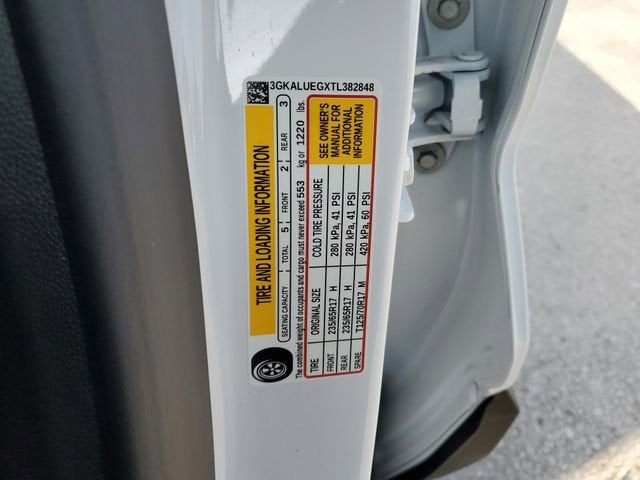 3GKALUEGXTL382848
TIRE AND LOADING INFORMATION
SEATING CAPACITY TOTAL 5 FRONT 2 REAR 3
The combined weight of occupants and cargo must never exceed 553 kg or 1220 lbs.
TIRE ORIGINAL SIZE COLD TIRE PRESSURE
FRONT 235/65R17 H 280 kPa, 41 PSI
REAR 235/65R17 H 280 kPa, 41 PSI
SPARE T125/70R17 M 420 kPa, 60 PSI
SEE OWNER'S
MANUAL FOR
ADDITIONAL
INFORMATION